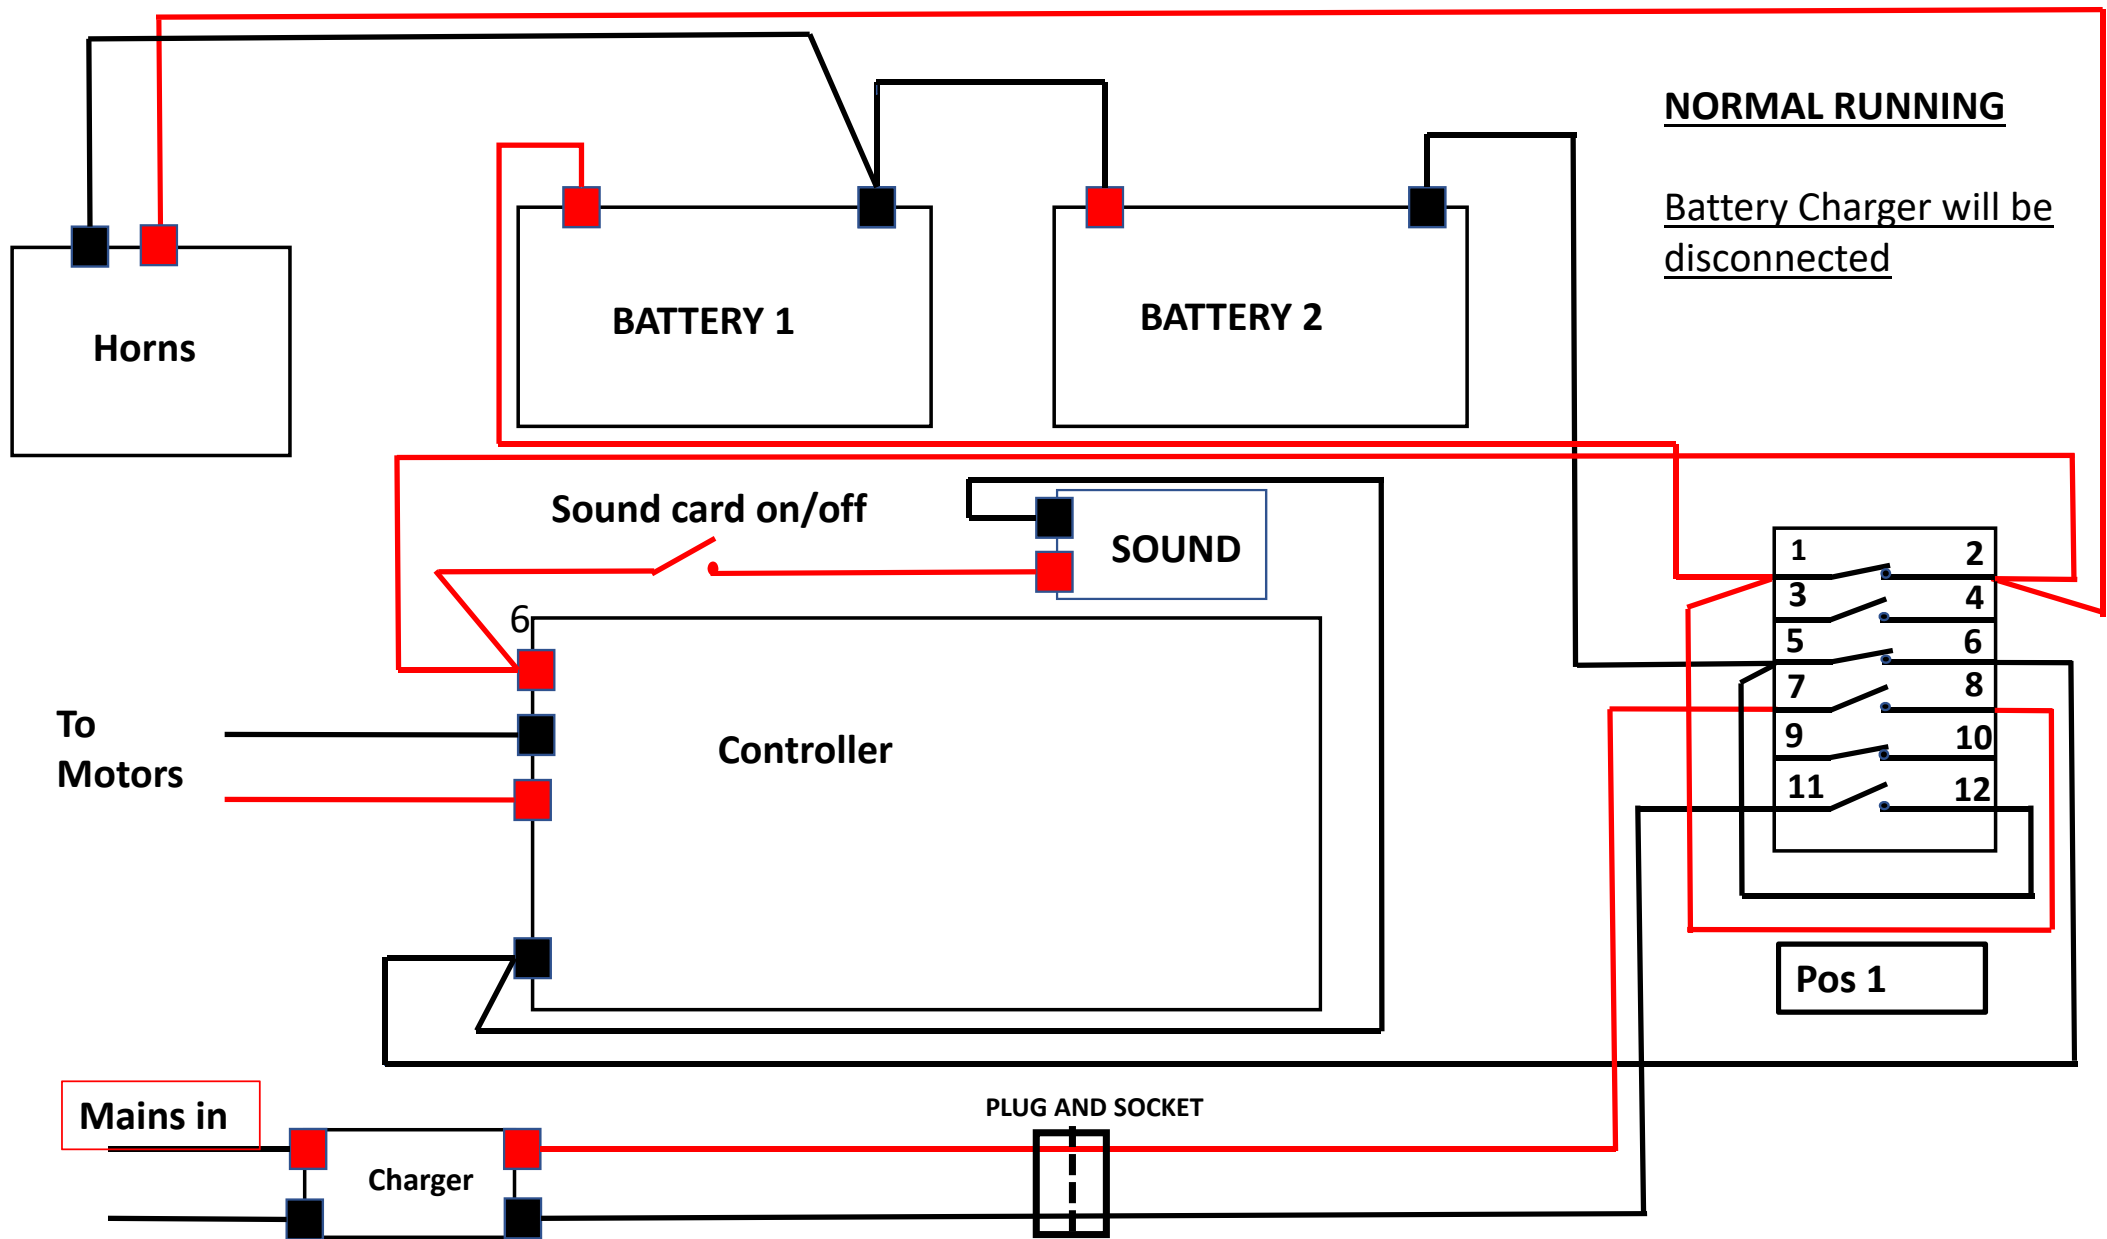 NORMAL RUNNING
Battery Charger will be
disconnected
Horns
BATTERY 1
BATTERY 2
Sound card on/off
SOUND
1 2
3 4
5 6
7 8
9 10
11 12
6
To
Motors
Controller
Pos 1
Mains in
Charger
PLUG AND SOCKET